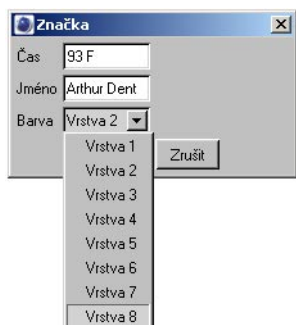 Značka
Čas 93 F
Jméno Arthur Dent
Barva Vrstva 2
Vrstva 1
Zrušit
Vrstva 2
Vrstva 3
Vrstva 4
Vrstva 5
Vrstva 6
Vrstva 7
Vrstva 8